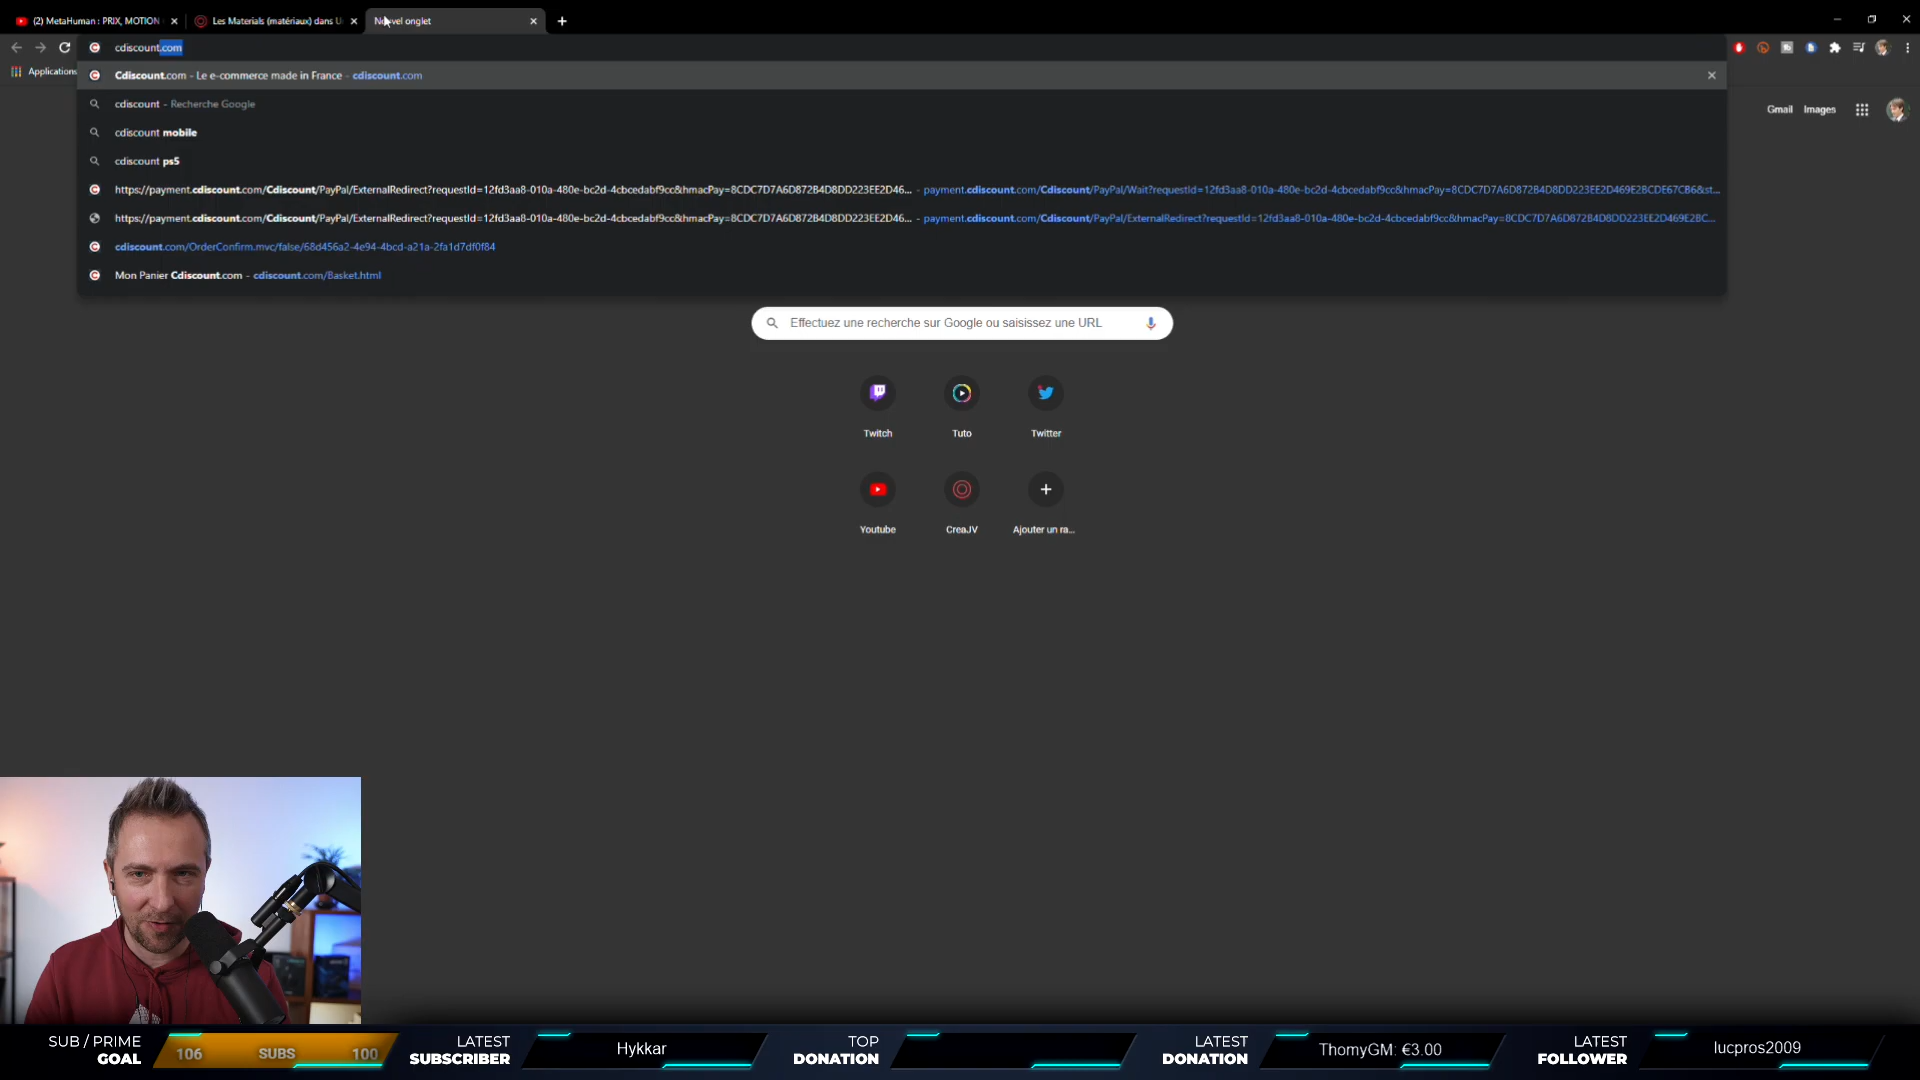 (2) MetaHuman : PRIX, MOTION
Les Materials (matériaux) dans U
Nouvel onglet
cdiscount.com
Applications
Cdiscount.com - Le e-commerce made in France - cdiscount.com
cdiscount - Recherche Google
cdiscount mobile
cdiscount ps5
https://payment.cdiscount.com/Cdiscount/PayPal/ExternalRedirect?requestId=12fd3aa8-010a-480e-bc2d-4cbcedabf9cc&hmacPay=8CDC7D7A6D872B4D8DD223EE2D46... - payment.cdiscount.com/Cdiscount/PayPal/Wait?requestId=12fd3aa8-010a-480e-bc2d-4cbcedabf9cc&hmacPay=8CDC7D7A6D872B4D8DD223EE2D469E2BCDE67CB6&st...
https://payment.cdiscount.com/Cdiscount/PayPal/ExternalRedirect?requestId=12fd3aa8-010a-480e-bc2d-4cbcedabf9cc&hmacPay=8CDC7D7A6D872B4D8DD223EE2D46... - payment.cdiscount.com/Cdiscount/PayPal/ExternalRedirect?requestId=12fd3aa8-010a-480e-bc2d-4cbcedabf9cc&hmacPay=8CDC7D7A6D872B4D8DD223EE2D469E2BC...
cdiscount.com/OrderConfirm.mvc/false/68d456a2-4e94-4bcd-a21a-2fa1d7df0f84
Mon Panier Cdiscount.com - cdiscount.com/Basket.html
Gmail Images
Effectuez une recherche sur Google ou saisissez une URL
Twitch Tuto Twitter
Youtube CreaJV Ajouter un ra...
SUB / PRIME GOAL
106 SUBS 100
LATEST SUBSCRIBER
Hykkar
TOP DONATION
LATEST DONATION
ThomyGM: €3.00
LATEST FOLLOWER
lucpros2009